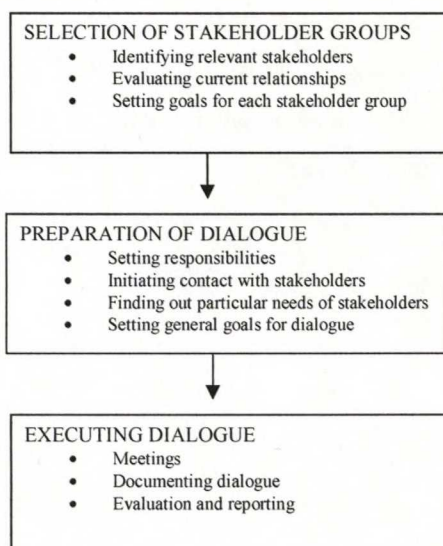 SELECTION OF STAKEHOLDER GROUPS
• Identifying relevant stakeholders
• Evaluating current relationships
• Setting goals for each stakeholder group
PREPARATION OF DIALOGUE
• Setting responsibilities
• Initiating contact with stakeholders
• Finding out particular needs of stakeholders
• Setting general goals for dialogue
EXECUTING DIALOGUE
• Meetings
• Documenting dialogue
• Evaluation and reporting